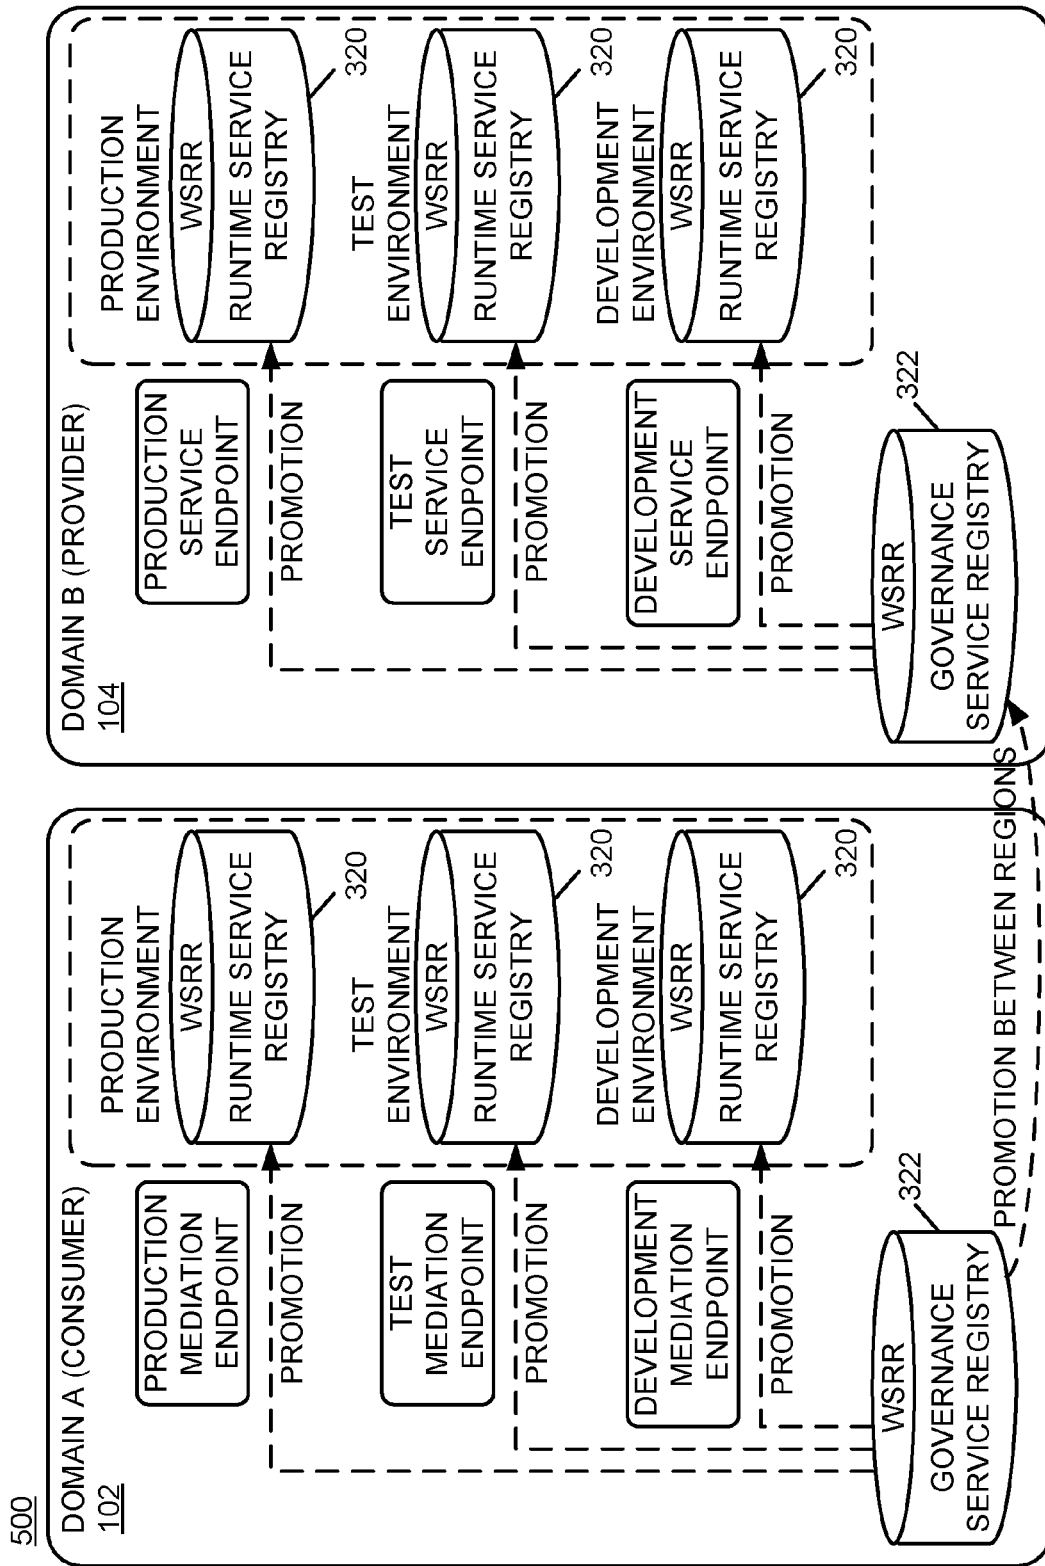 500
DOMAIN A (CONSUMER)
102
PRODUCTION
MEDIATION
ENDPOINT
PROMOTION
PRODUCTION
ENVIRONMENT
WSRR
RUNTIME SERVICE
REGISTRY
320
TEST
MEDIATION
ENDPOINT
PROMOTION
TEST
ENVIRONMENT
WSRR
RUNTIME SERVICE
REGISTRY
320
DEVELOPMENT
MEDIATION
ENDPOINT
PROMOTION
DEVELOPMENT
ENVIRONMENT
WSRR
RUNTIME SERVICE
REGISTRY
320
WSRR
GOVERNANCE
SERVICE REGISTRY
322
PROMOTION BETWEEN REGIONS
DOMAIN B (PROVIDER)
104
PRODUCTION
SERVICE
ENDPOINT
PROMOTION
PRODUCTION
ENVIRONMENT
WSRR
RUNTIME SERVICE
REGISTRY
320
TEST
SERVICE
ENDPOINT
PROMOTION
TEST
ENVIRONMENT
WSRR
RUNTIME SERVICE
REGISTRY
320
DEVELOPMENT
SERVICE
ENDPOINT
PROMOTION
DEVELOPMENT
ENVIRONMENT
WSRR
RUNTIME SERVICE
REGISTRY
320
WSRR
GOVERNANCE
SERVICE REGISTRY
322